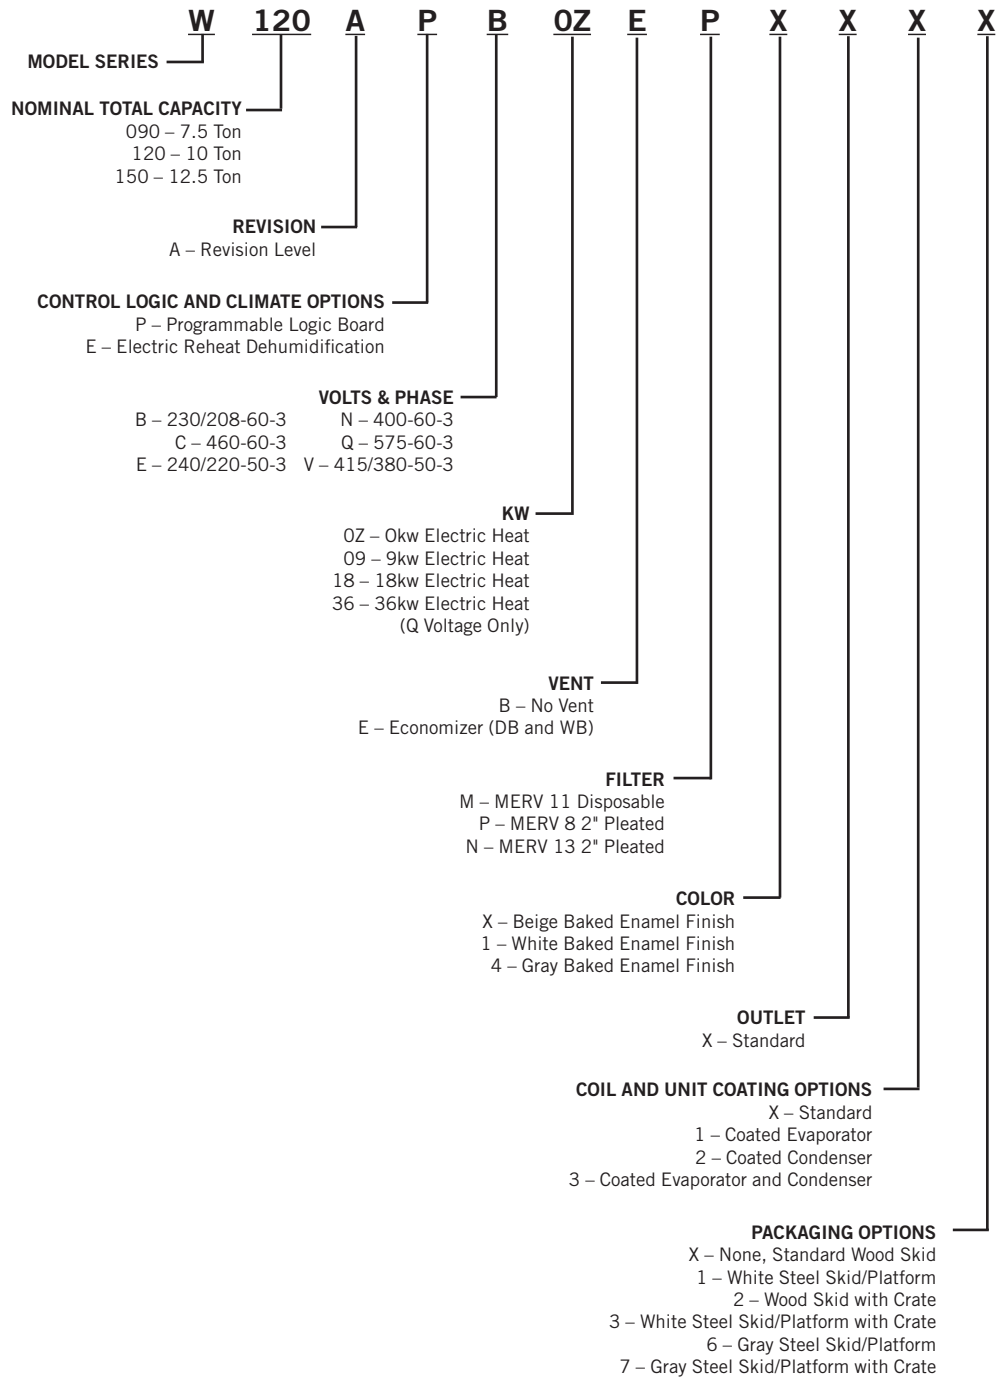 W 120 A P B 0Z E P X X X X
MODEL SERIES
NOMINAL TOTAL CAPACITY
090 – 7.5 Ton
120 – 10 Ton
150 – 12.5 Ton
REVISION
A – Revision Level
CONTROL LOGIC AND CLIMATE OPTIONS
P – Programmable Logic Board
E – Electric Reheat Dehumidification
VOLTS & PHASE
B – 230/208-60-3 N – 400-60-3
C – 460-60-3 Q – 575-60-3
E – 240/220-50-3 V – 415/380-50-3
KW
0Z – 0kw Electric Heat
09 – 9kw Electric Heat
18 – 18kw Electric Heat
36 – 36kw Electric Heat
(Q Voltage Only)
VENT
B – No Vent
E – Economizer (DB and WB)
FILTER
M – MERV 11 Disposable
P – MERV 8 2" Pleated
N – MERV 13 2" Pleated
COLOR
X – Beige Baked Enamel Finish
1 – White Baked Enamel Finish
4 – Gray Baked Enamel Finish
OUTLET
X – Standard
COIL AND UNIT COATING OPTIONS
X – Standard
1 – Coated Evaporator
2 – Coated Condenser
3 – Coated Evaporator and Condenser
PACKAGING OPTIONS
X – None, Standard Wood Skid
1 – White Steel Skid/Platform
2 – Wood Skid with Crate
3 – White Steel Skid/Platform with Crate
6 – Gray Steel Skid/Platform
7 – Gray Steel Skid/Platform with Crate